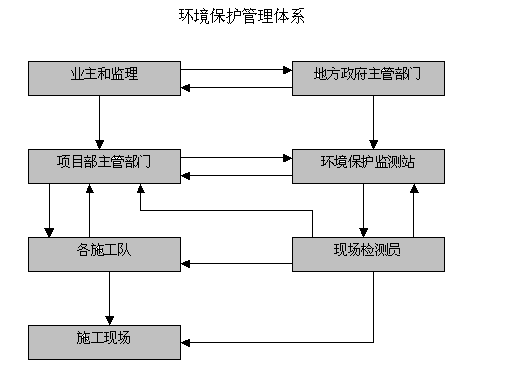 环境保护管理体系
业主和监理
地方政府主管部门
项目部主管部门
环境保护监测站
各施工队
现场检测员
施工现场